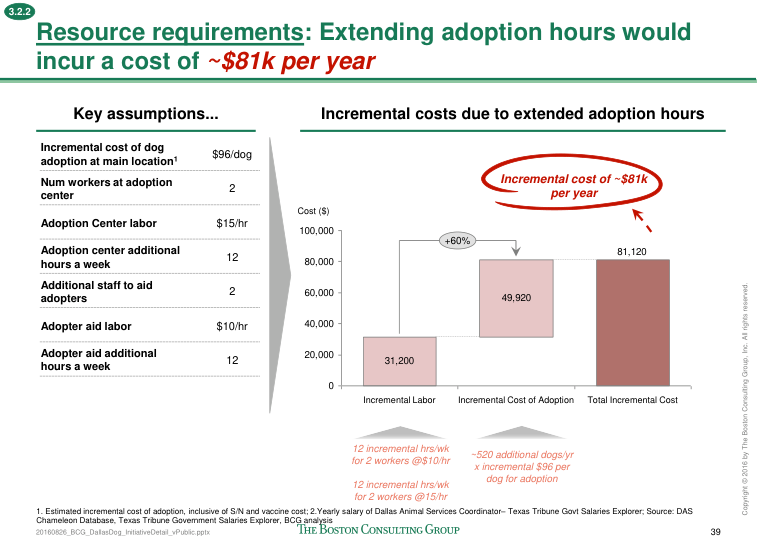 3.2.2
Resource requirements: Extending adoption hours would
incur a cost of ~$81k per year
Key assumptions...
Incremental cost of dog
adoption at main location1
$96/dog
Num workers at adoption
center
2
Adoption Center labor
$15/hr
Adoption center additional
hours a week
12
Additional staff to aid
adopters
2
Adopter aid labor
$10/hr
Adopter aid additional
hours a week
12
Incremental costs due to extended adoption hours
Incremental cost of ~$81k
per year
Cost ($)
100,000
80,000
60,000
40,000
20,000
0
+60%
31,200
49,920
81,120
Incremental Labor
Incremental Cost of Adoption
Total Incremental Cost
12 incremental hrs/wk
for 2 workers @$10/hr
12 incremental hrs/wk
for 2 workers @15/hr
~520 additional dogs/yr
x incremental $96 per
dog for adoption
1. Estimated incremental cost of adoption, inclusive of S/N and vaccine cost; 2.Yearly salary of Dallas Animal Services Coordinator– Texas Tribune Govt Salaries Explorer; Source: DAS
Chameleon Database, Texas Tribune Government Salaries Explorer, BCG analysis
20160826_BCG_DallasDog_InitiativeDetail_vPublic.pptx
THE BOSTON CONSULTING GROUP
39
Copyright © 2016 by The Boston Consulting Group, Inc. All rights reserved.